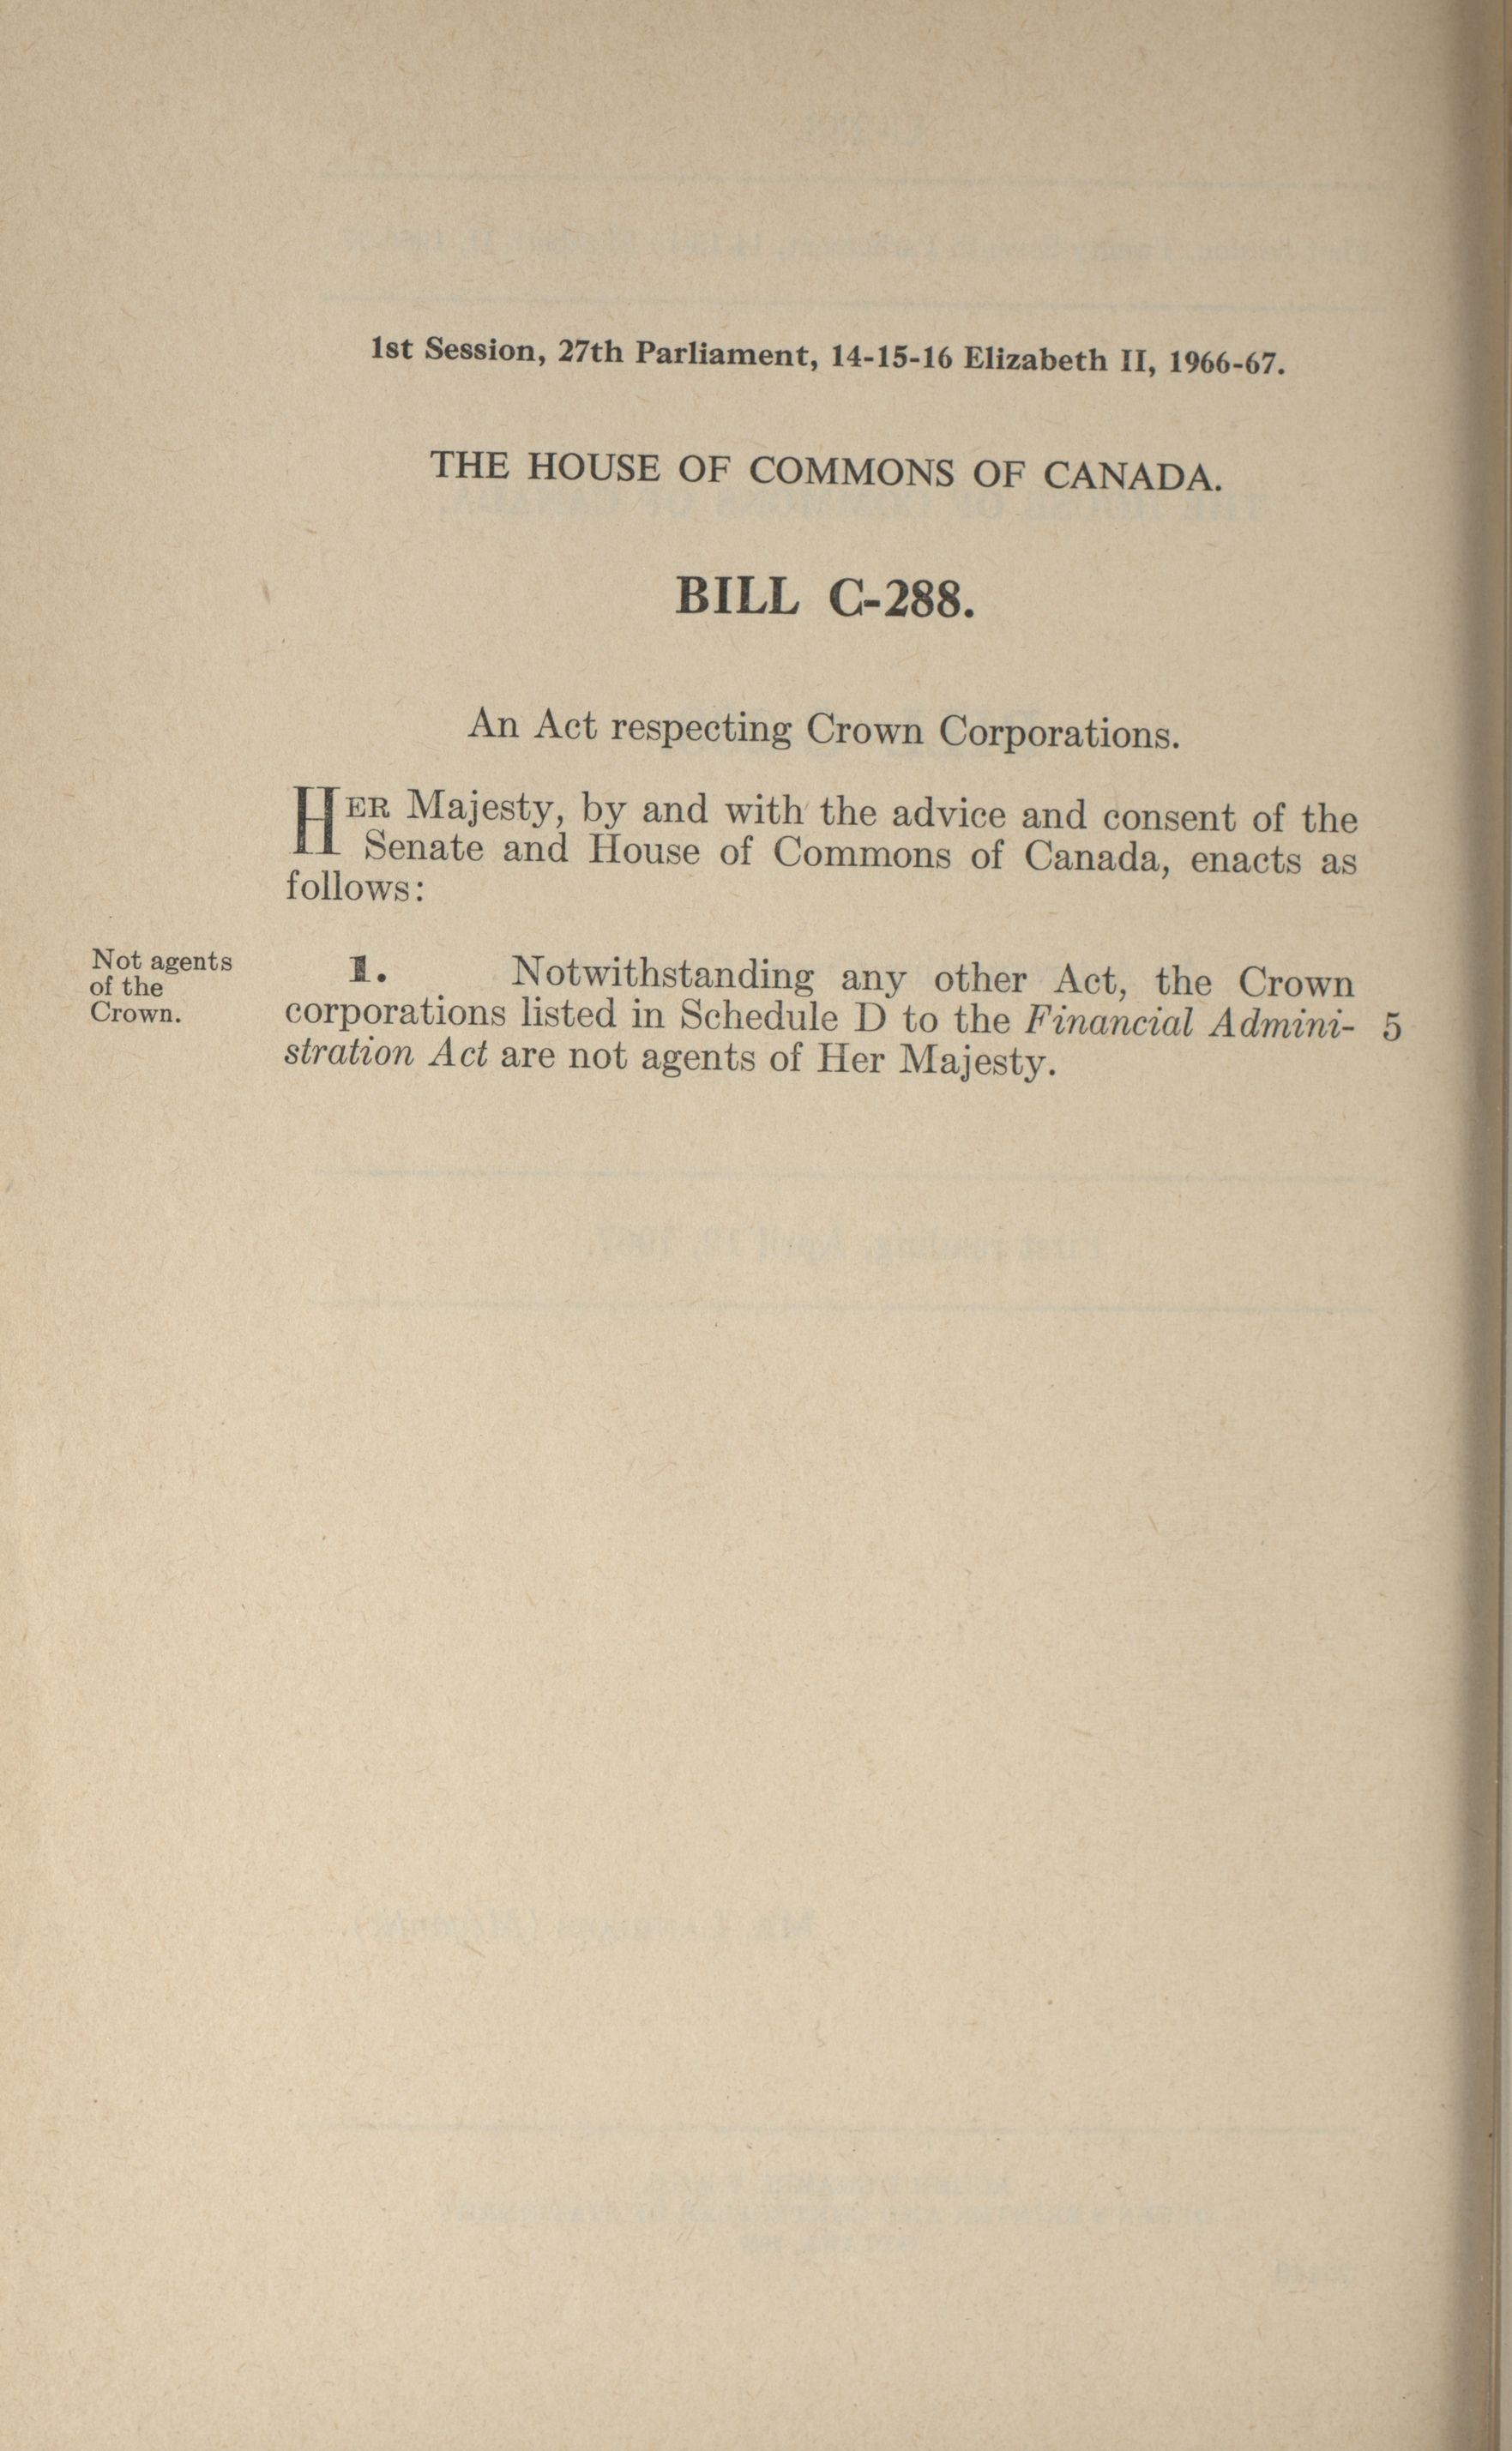 1st Session, 27th Parliament, 14-15-16 Elizabeth II, 1966-67.
THE HOUSE OF COMMONS OF CANADA.
BILL C-288.
An Act respecting Crown Corporations.
HER Majesty, by and with the advice and consent of the
Senate and House of Commons of Canada, enacts as
follows:
Not agents
of the
Crown.
1. Notwithstanding any other Act, the Crown
corporations listed in Schedule D to the Financial Admini- 5
stration Act are not agents of Her Majesty.